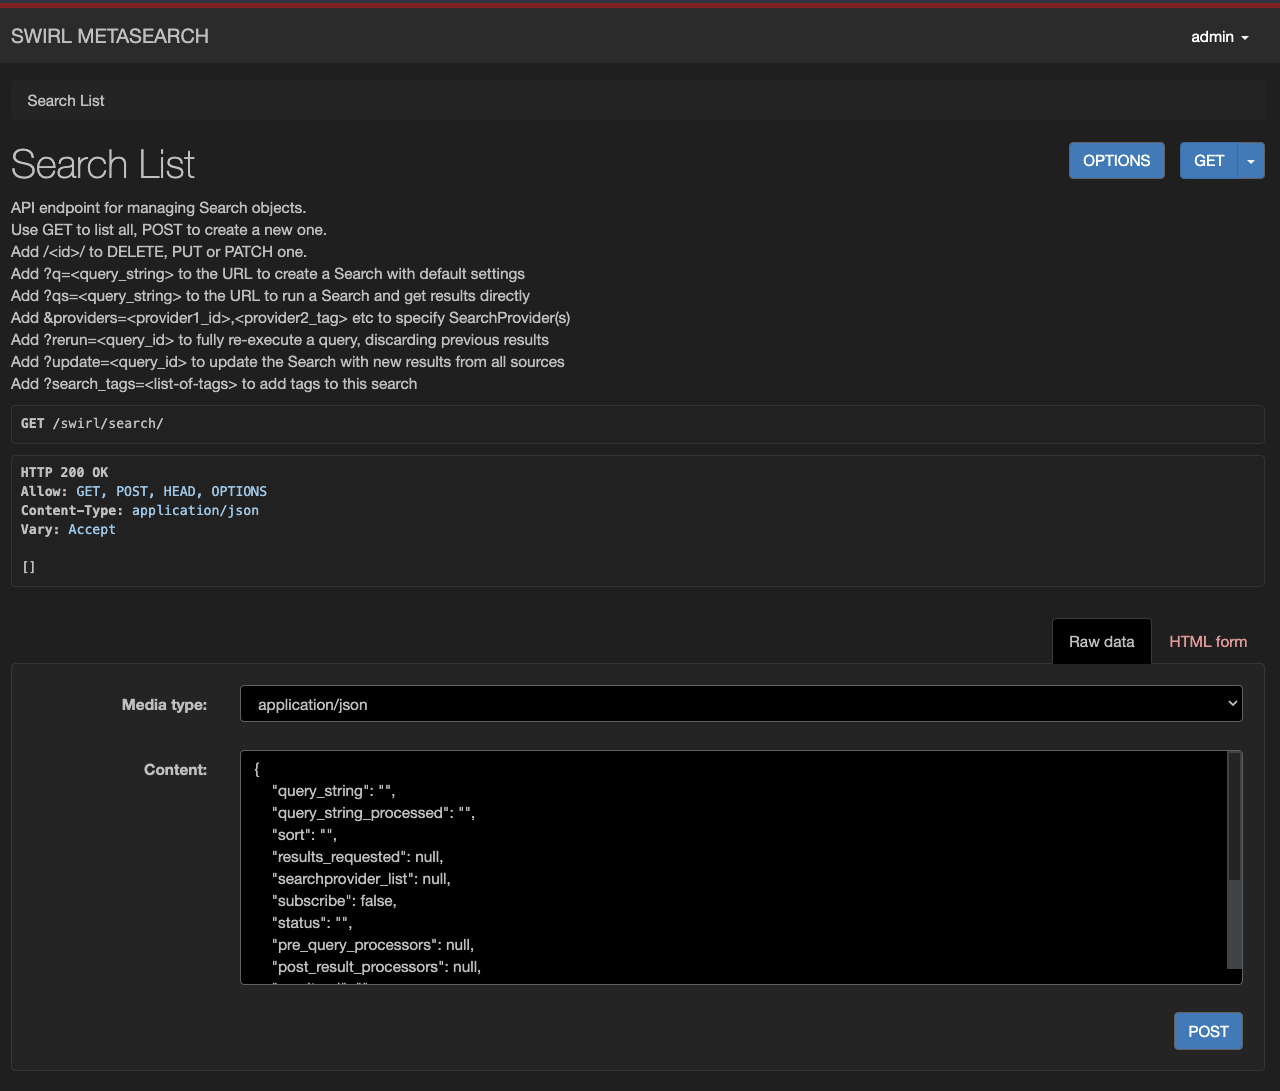 SWIRL METASEARCH
admin
Search List
Search List
OPTIONS
GET
API endpoint for managing Search objects.
Use GET to list all, POST to create a new one.
Add /<id>/ to DELETE, PUT or PATCH one.
Add ?q=<query_string> to the URL to create a Search with default settings
Add ?qs=<query_string> to the URL to run a Search and get results directly
Add &providers=<provider1_id>,<provider2_tag> etc to specify SearchProvider(s)
Add ?rerun=<query_id> to fully re-execute a query, discarding previous results
Add ?update=<query_id> to update the Search with new results from all sources
Add ?search_tags=<list-of-tags> to add tags to this search
GET /swirl/search/
HTTP 200 OK
Allow: GET, POST, HEAD, OPTIONS
Content-Type: application/json
Vary: Accept
[]
Raw data
HTML form
Media type:
application/json
Content:
{
"query_string": "",
"query_string_processed": "",
"sort": "",
"results_requested": null,
"searchprovider_list": null,
"subscribe": false,
"status": "",
"pre_query_processors": null,
"post_result_processors": null,
POST